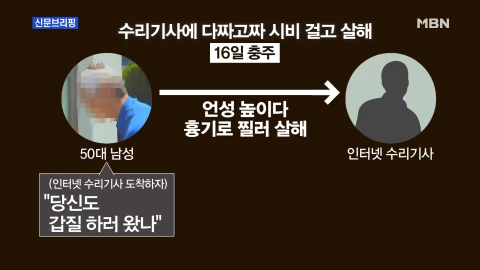 신문브리핑
MBN
수리기사에 다짜고짜 시비 걸고 살해
16일 충주
언성 높이다
흉기로 찔러 살해
50대 남성
인터넷 수리기사
(인터넷 수리기사 도착하자)
"당신도
갑질 하러 왔나"